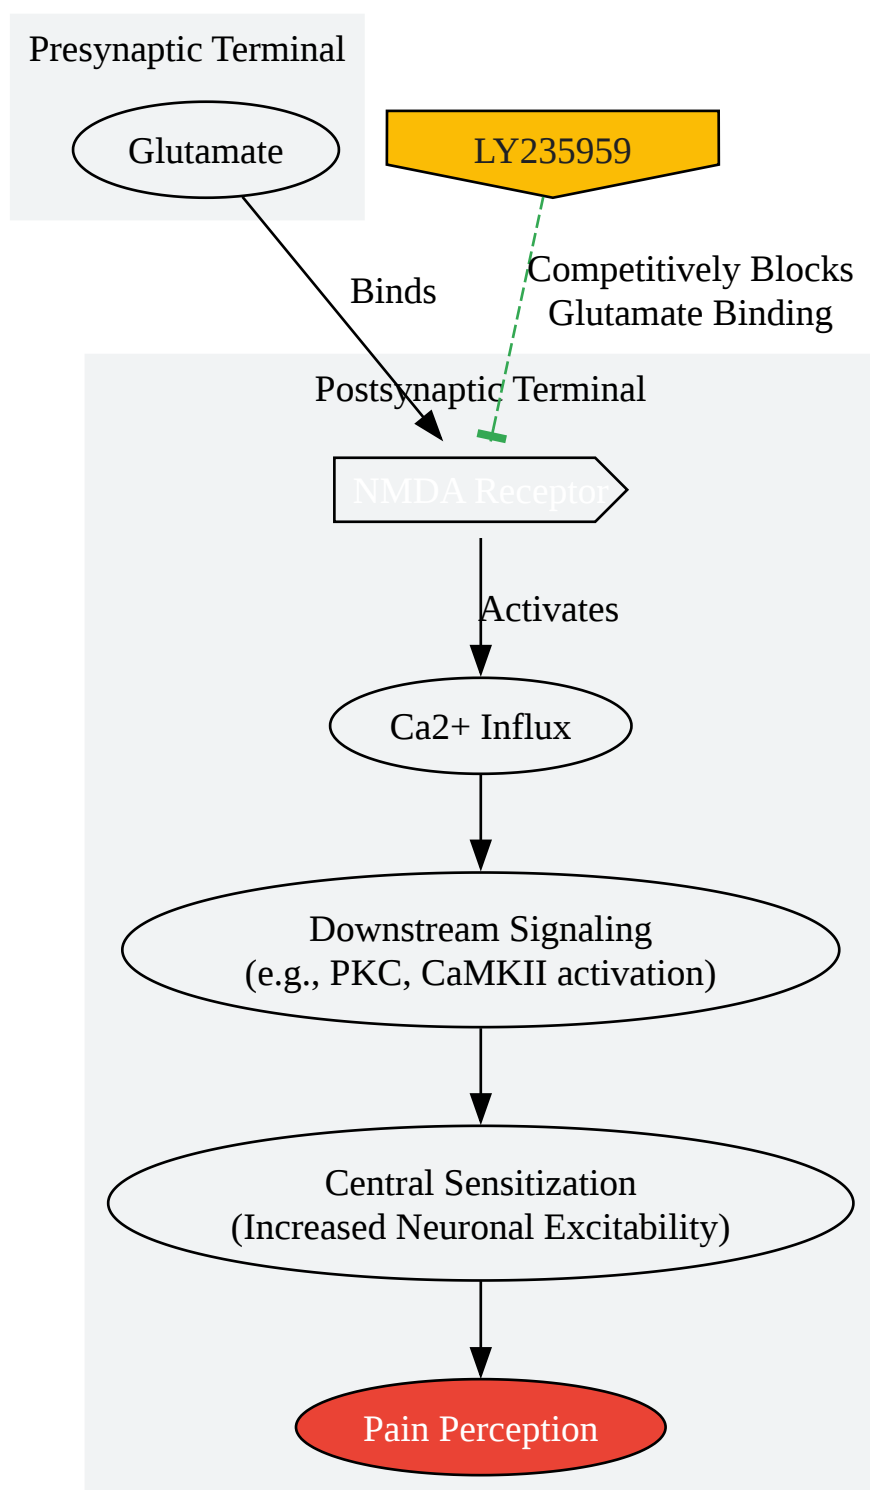 Presynaptic Terminal
Glutamate
LY235959
Binds
Competitively Blocks
Glutamate Binding
Postsynaptic Terminal
NMDA Receptor
Activates
Ca2+ Influx
Downstream Signaling
(e.g., PKC, CaMKII activation)
Central Sensitization
(Increased Neuronal Excitability)
Pain Perception